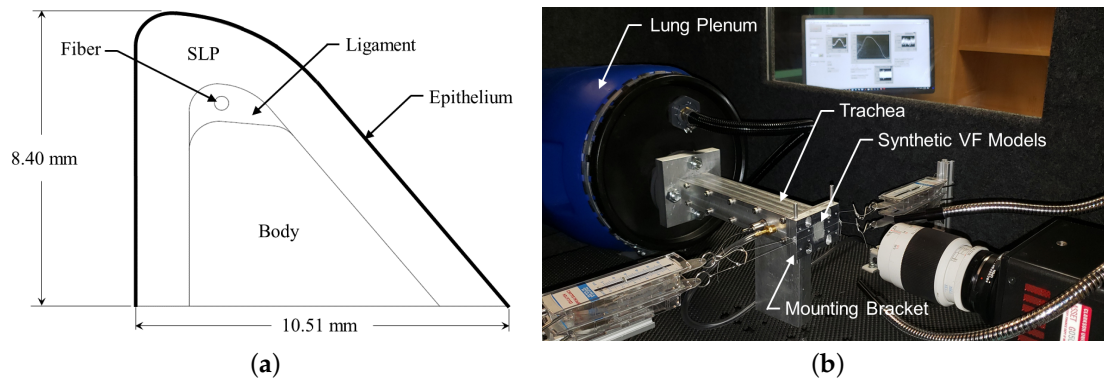 Fiber
SLP
Ligament
Epithelium
8.40 mm
Body
10.51 mm
(a)
Lung Plenum
Trachea
Synthetic VF Models
Mounting Bracket
(b)